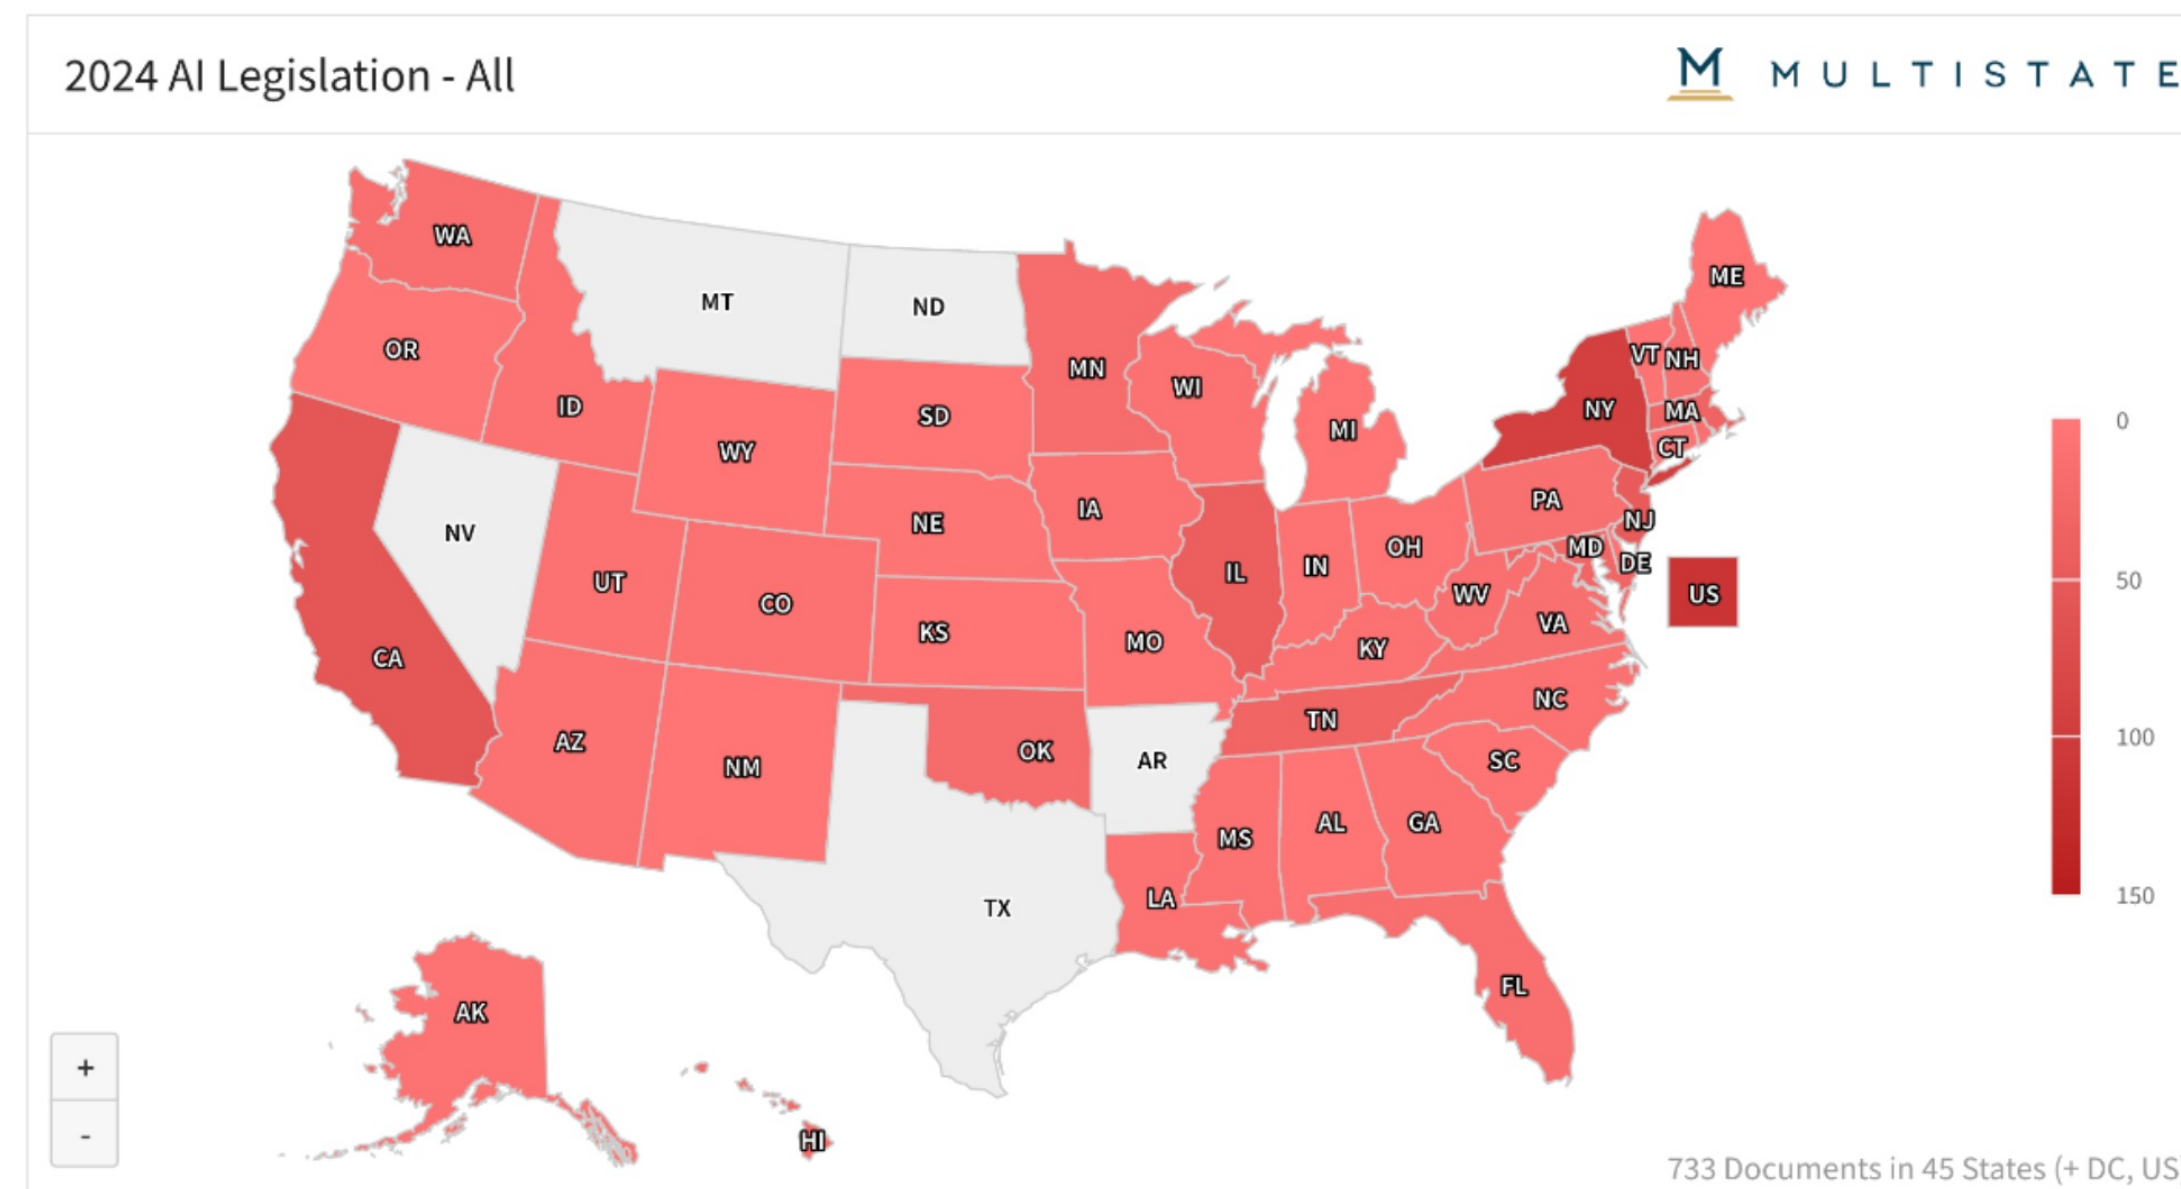 2024 AI Legislation - All
MULTISTATE
WA
MT
ND
ME
OR
MN
VT NH
ID
SD
WI
NY
MA
0
WY
MI
CT
IA
PA
NE
NJ
NV
OH
MD
IL
IN
DE
50
UT
WV
US
CO
KS
MO
VA
CA
KY
NC
TN
AZ
OK
100
NM
AR
SC
MS
AL
GA
LA
150
TX
FL
AK
+
-
HI
733 Documents in 45 States (+ DC, US